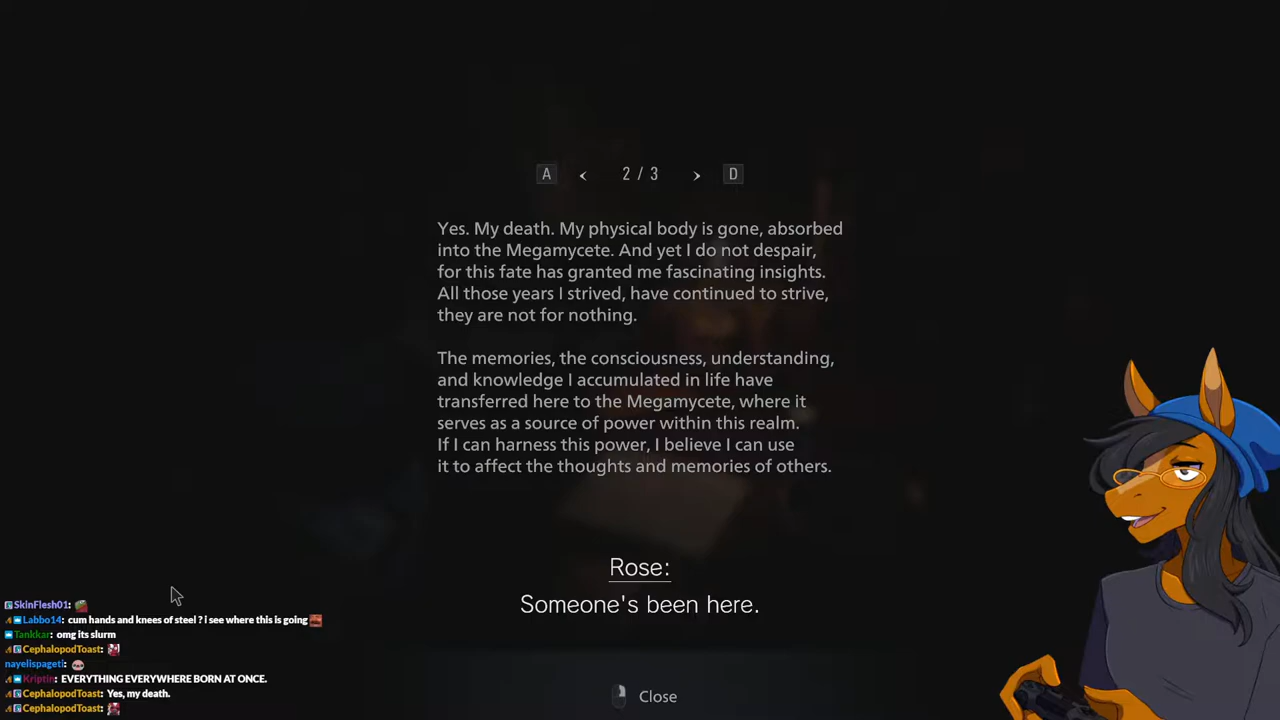 A < 2 / 3 > D
Yes. My death. My physical body is gone, absorbed
into the Megamycete. And yet I do not despair,
for this fate has granted me fascinating insights.
All those years I strived, have continued to strive,
they are not for nothing.
The memories, the consciousness, understanding,
and knowledge I accumulated in life have
transferred here to the Megamycete, where it
serves as a source of power within this realm.
If I can harness this power, I believe I can use
it to affect the thoughts and memories of others.
Rose:
Someone's been here.
SkinFlesh01:
Labbo14: cum hands and knees of steel ? i see where this is going
Tankkar: omg its slurm
CephalopodToast:
nayelispageti:
Kriptin: EVERYTHING EVERYWHERE BORN AT ONCE.
CephalopodToast: Yes, my death.
CephalopodToast:
Close